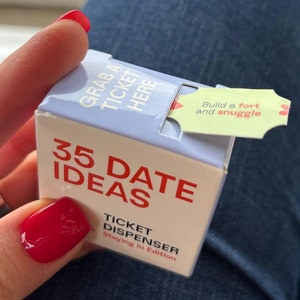 GRAB A
TICKET
HERE
Build a fort
and snuggle
35 DATE
IDEAS
TICKET
DISPENSER
Staying in Edition